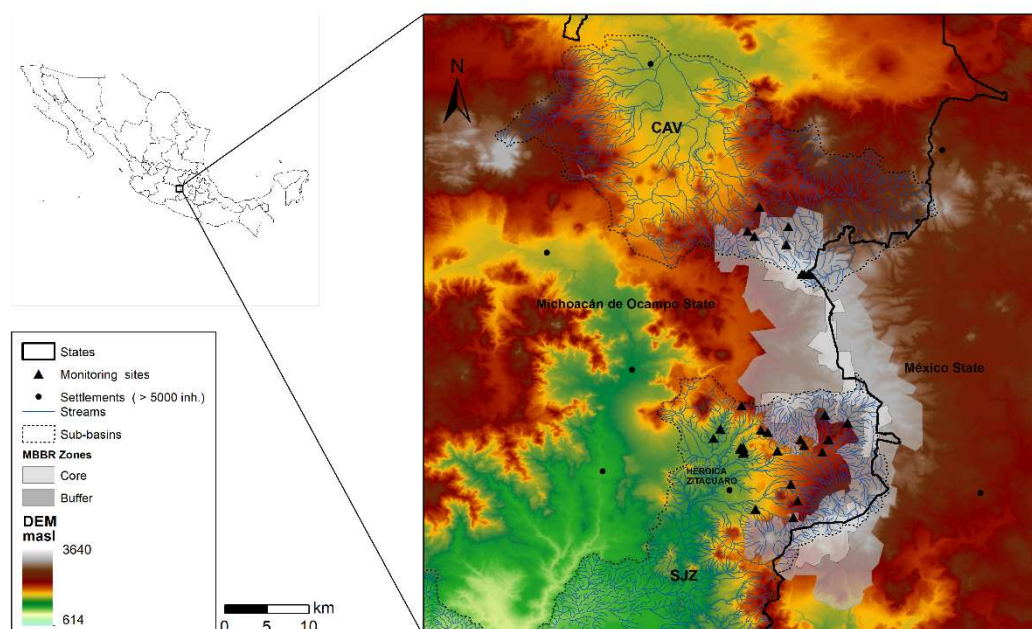 N
CAV
Michoacán de Ocampo State
México State
HEROICA
ZITACUARO
SJZ
States
Monitoring sites
Settlements ( > 5000 inh.)
Streams
Sub-basins
MBBR Zones
Core
Buffer
DEM
masl
3640
614
km
0 5 10